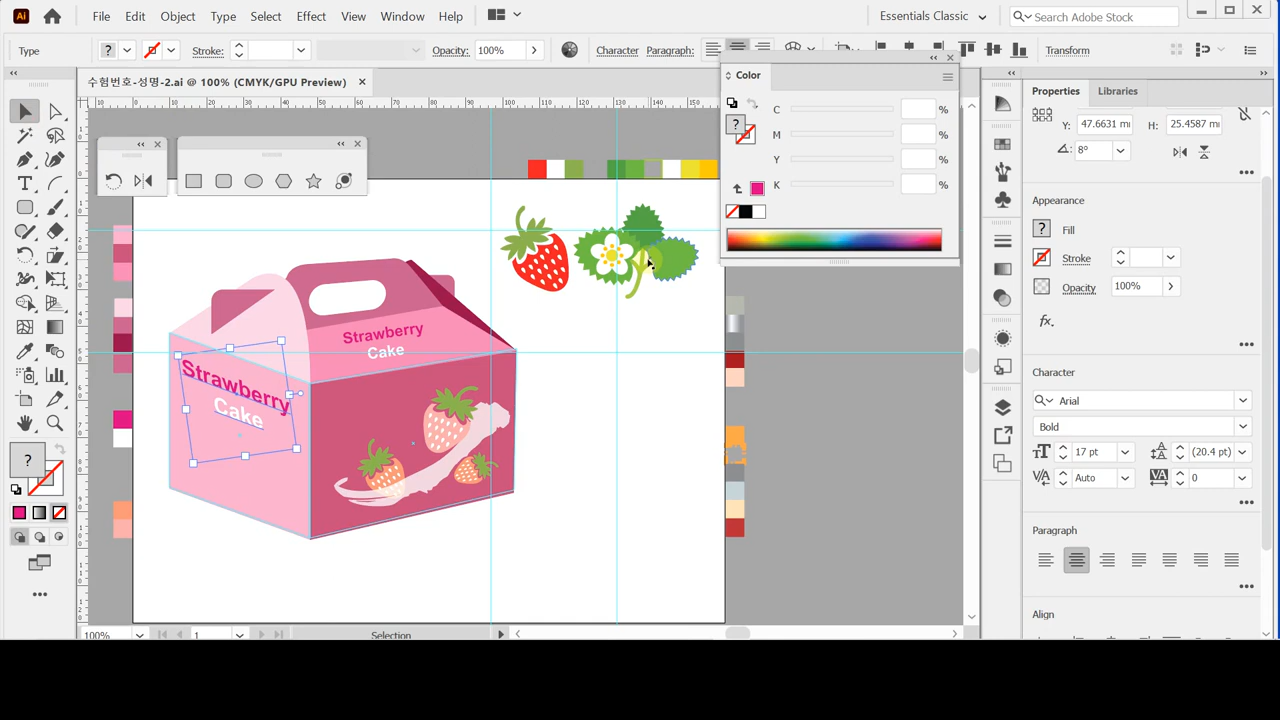 Ai File Edit Object Type Select Effect View Window Help Essentials Classic Search Adobe Stock
Type ? Stroke: Opacity: 100% Character Paragraph: Transform
수험번호-성명-2.ai @ 100% (CMYK/GPU Preview)
Color
C %
M %
Y %
K %
?
Properties Libraries
Y: 47.6631 mm H: 25.4587 mm
8°
Appearance
? Fill
Stroke
Opacity 100%
fx.
Character
Arial
Bold
17 pt (20.4 pt)
Auto 0
Paragraph
Align
Strawberry
Cake
Strawberry
Cake
?
100% 1 Selection